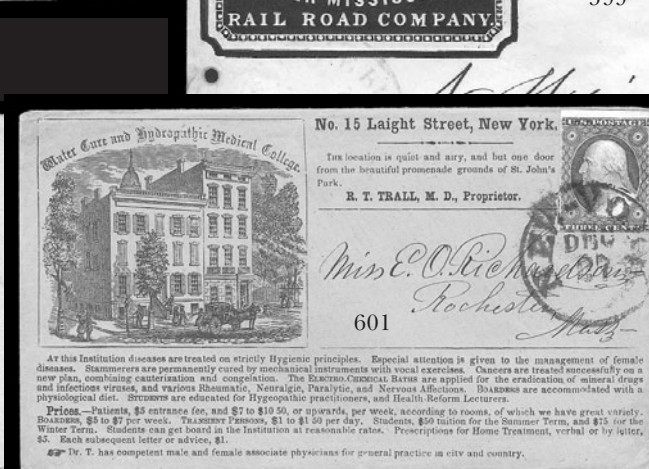 RAIL ROAD COMPANY.
Water Cure and Hydropathic Medical College.
No. 15 Laight Street, New York.
THE location is quiet and airy, and but one door
from the beautiful promenade grounds of St. John's
Park.
R. T. TRALL, M. D., Proprietor.
U.S. POSTAGE
THREE CENTS
Miss E. O. Richardson
Rochester
Mass
601
AT this Institution diseases are treated on strictly Hygienic principles. Especial attention is given to the management of female
diseases. Stammerers are permanently cured by mechanical instruments with vocal exercises. Cancers are treated successfully on a
new plan, combining cauterization and congelation. The ELECTRO-CHEMICAL BATHS are applied for the eradication of mineral drugs
and infectious viruses, and various Rheumatic, Neuralgic, Paralytic, and Nervous Affections. BOARDERS are accommodated with a
physiological diet. STUDENTS are educated for Hygeopathic practitioners, and Health-Reform Lecturers.
Prices.—Patients, $5 entrance fee, and $7 to $10 50, or upwards, per week, according to rooms, of which we have great variety.
BOARDERS, $5 to $7 per week. TRANSIENT PERSONS, $1 to $1 50 per day. Students, $50 tuition for the Summer Term, and $75 for the
Winter Term. Students can get board in the Institution at reasonable rates. Prescriptions for Home Treatment, verbal or by letter,
$5. Each subsequent letter or advice, $1.
☞ Dr. T. has competent male and female associate physicians for general practice in city and country.